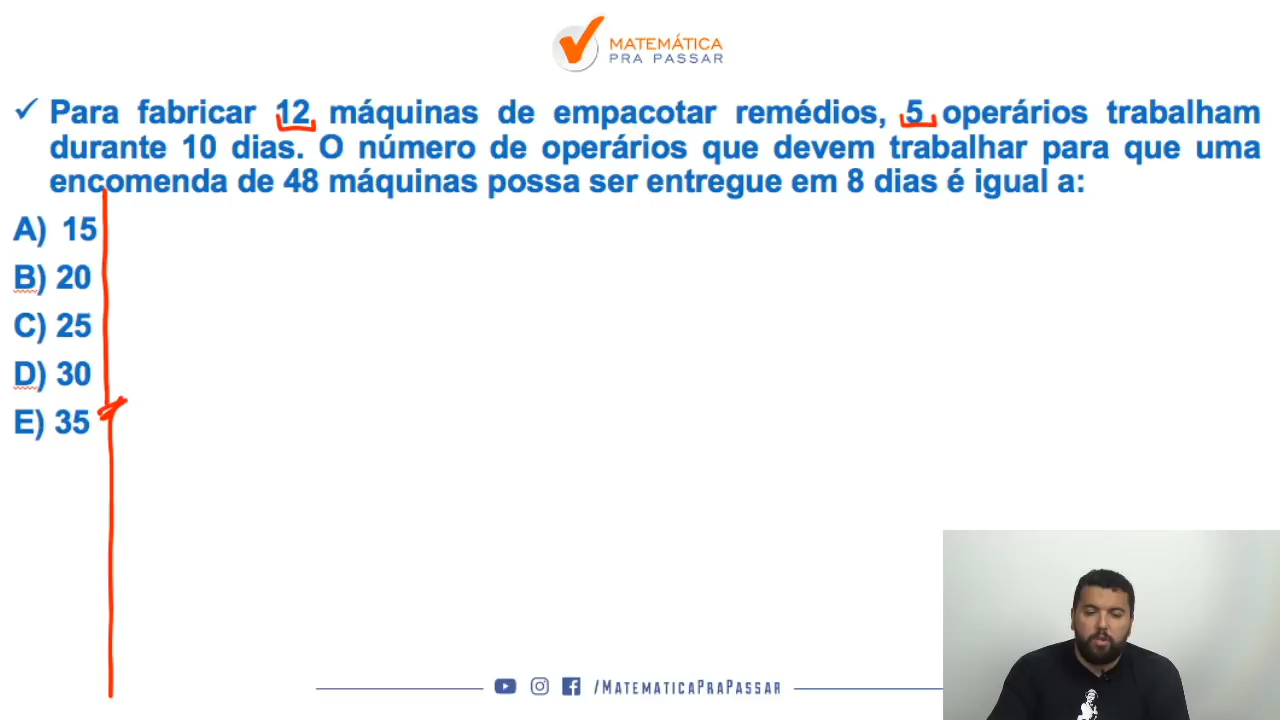 MATEMÁTICA
PRA PASSAR
✓ Para fabricar 12 máquinas de empacotar remédios, 5 operários trabalham
durante 10 dias. O número de operários que devem trabalhar para que uma
encomenda de 48 máquinas possa ser entregue em 8 dias é igual a:
A) 15
B) 20
C) 25
D) 30
E) 35
/MATEMATICAPRAPASSAR